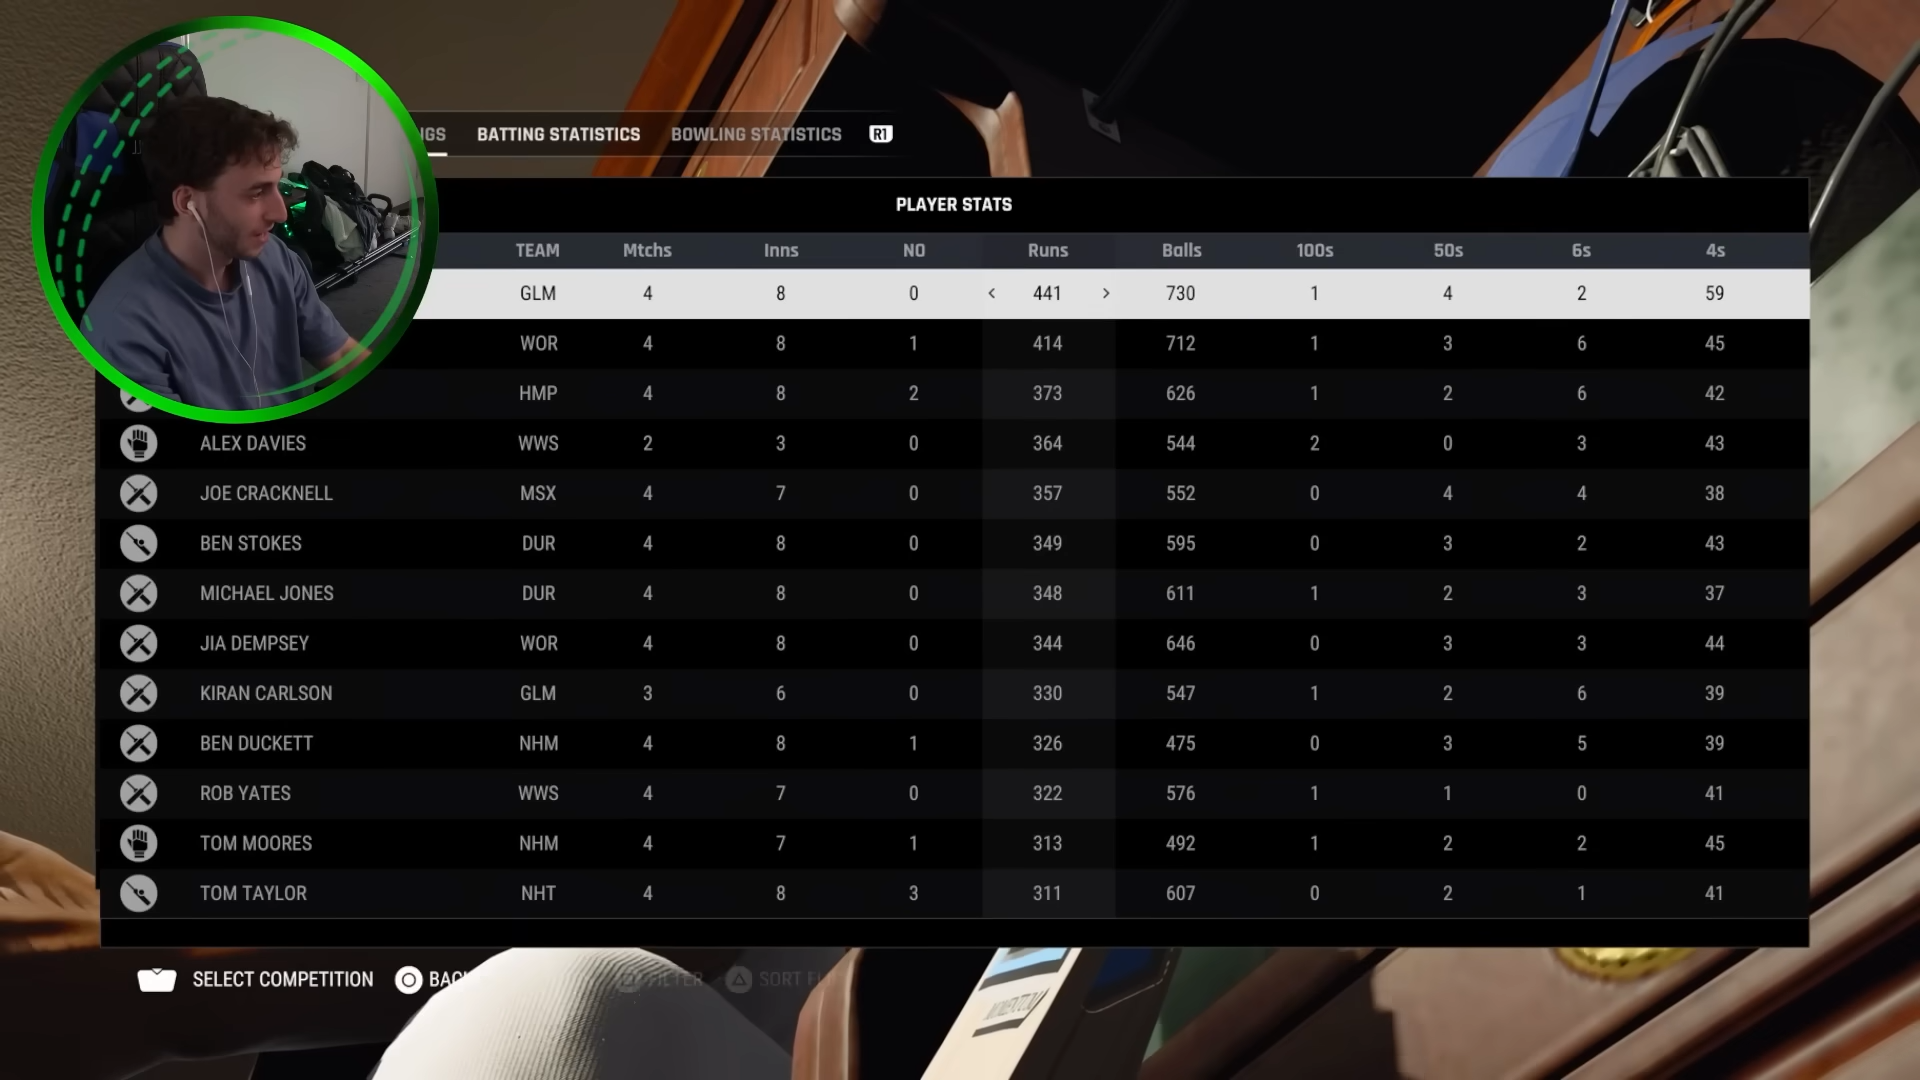 BATTING STATISTICS BOWLING STATISTICS R1
PLAYER STATS
TEAM Mtchs Inns NO Runs Balls 100s 50s 6s 4s
GLM 4 8 0 < 441 > 730 1 4 2 59
WOR 4 8 1 414 712 1 3 6 45
HMP 4 8 2 373 626 1 2 6 42
ALEX DAVIES WWS 2 3 0 364 544 2 0 3 43
JOE CRACKNELL MSX 4 7 0 357 552 0 4 4 38
BEN STOKES DUR 4 8 0 349 595 0 3 2 43
MICHAEL JONES DUR 4 8 0 348 611 1 2 3 37
JIA DEMPSEY WOR 4 8 0 344 646 0 3 3 44
KIRAN CARLSON GLM 3 6 0 330 547 1 2 6 39
BEN DUCKETT NHM 4 8 1 326 475 0 3 5 39
ROB YATES WWS 4 7 0 322 576 1 1 0 41
TOM MOORES NHM 4 7 1 313 492 1 2 2 45
TOM TAYLOR NHT 4 8 3 311 607 0 2 1 41
SELECT COMPETITION FILTER SORT
MOMENTUM